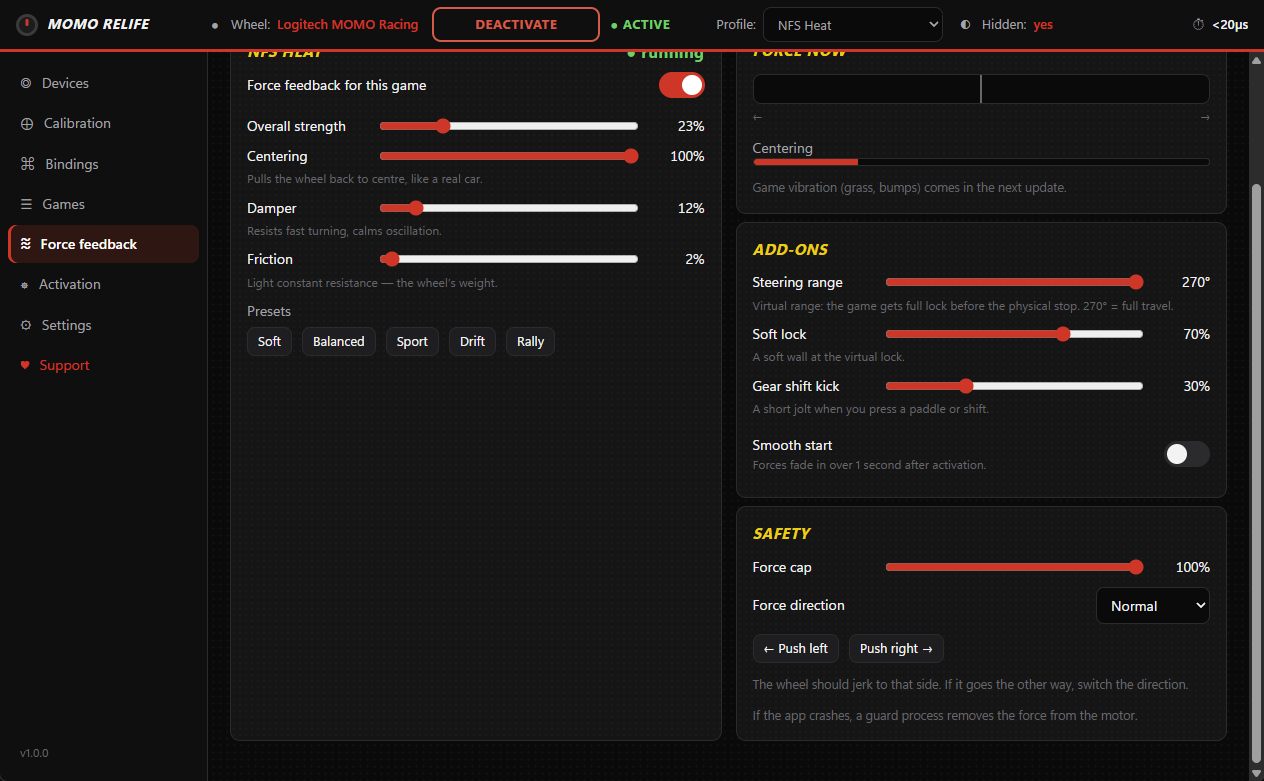 MOMO RELIFE
Wheel: Logitech MOMO Racing
DEACTIVATE
ACTIVE
Profile: NFS Heat
Hidden: yes
<20µs
Devices
Calibration
Bindings
Games
Force feedback
Activation
Settings
Support
v1.0.0
NFS HEAT
running
Force feedback for this game
Overall strength 23%
Centering 100%
Pulls the wheel back to centre, like a real car.
Damper 12%
Resists fast turning, calms oscillation.
Friction 2%
Light constant resistance — the wheel's weight.
Presets
Soft Balanced Sport Drift Rally
FORCE NOW
← →
Centering
Game vibration (grass, bumps) comes in the next update.
ADD-ONS
Steering range 270°
Virtual range: the game gets full lock before the physical stop. 270° = full travel.
Soft lock 70%
A soft wall at the virtual lock.
Gear shift kick 30%
A short jolt when you press a paddle or shift.
Smooth start
Forces fade in over 1 second after activation.
SAFETY
Force cap 100%
Force direction Normal
← Push left Push right →
The wheel should jerk to that side. If it goes the other way, switch the direction.
If the app crashes, a guard process removes the force from the motor.